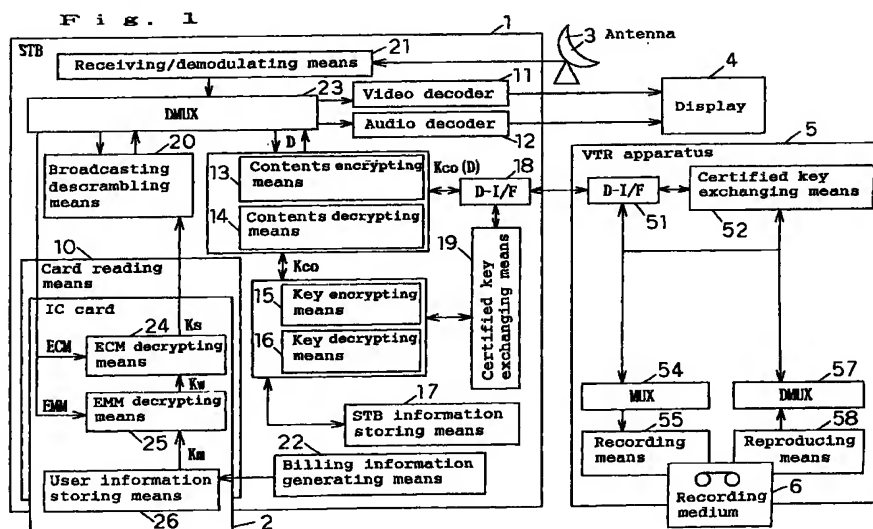 Fig. 1
1
STB
21
Receiving/demodulating means
3
Antenna
23
DMUX
11
Video decoder
4
Display
Audio decoder
12
20
Broadcasting
descrambling
means
D
13
Contents encrypting
means
14
Contents decrypting
means
Kco(D)
18
D-I/F
5
VTR apparatus
D-I/F
51
Certified key
exchanging means
52
10
Card reading
means
Kco
19
Certified key
exchanging means
IC card
Ks
15
Key encrypting
means
16
Key decrypting
means
24
ECM
ECM decrypting
means
Kw
EMM
EMM decrypting
means
25
17
STB information
storing means
54
MUX
57
DMUX
55
Recording
means
58
Reproducing
means
Km
22
Billing information
generating means
User information
storing means
26
2
6
Recording
medium